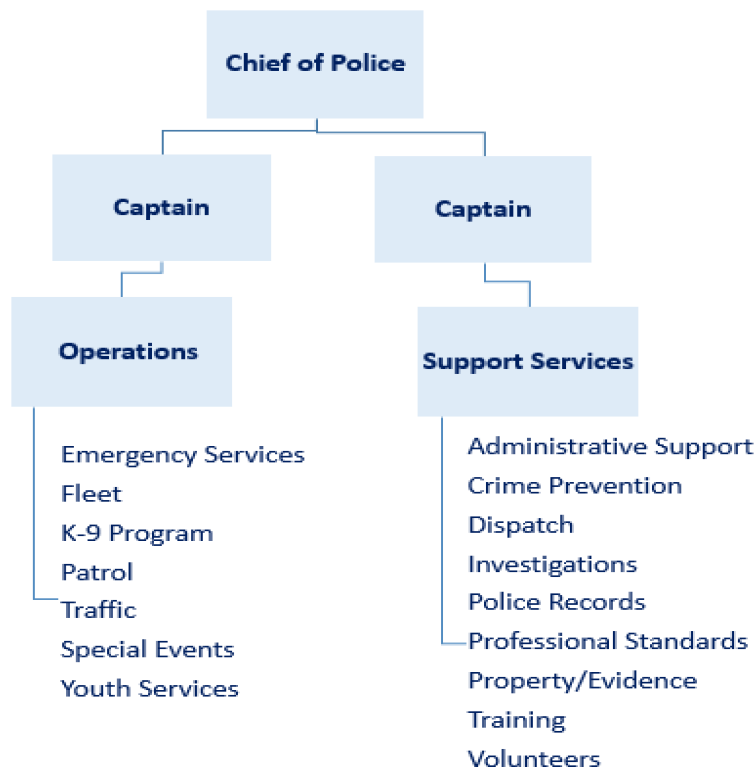 Chief of Police
Captain
Captain
Operations
Support Services
Emergency Services
Fleet
K-9 Program
Patrol
Traffic
Special Events
Youth Services
Administrative Support
Crime Prevention
Dispatch
Investigations
Police Records
Professional Standards
Property/Evidence
Training
Volunteers